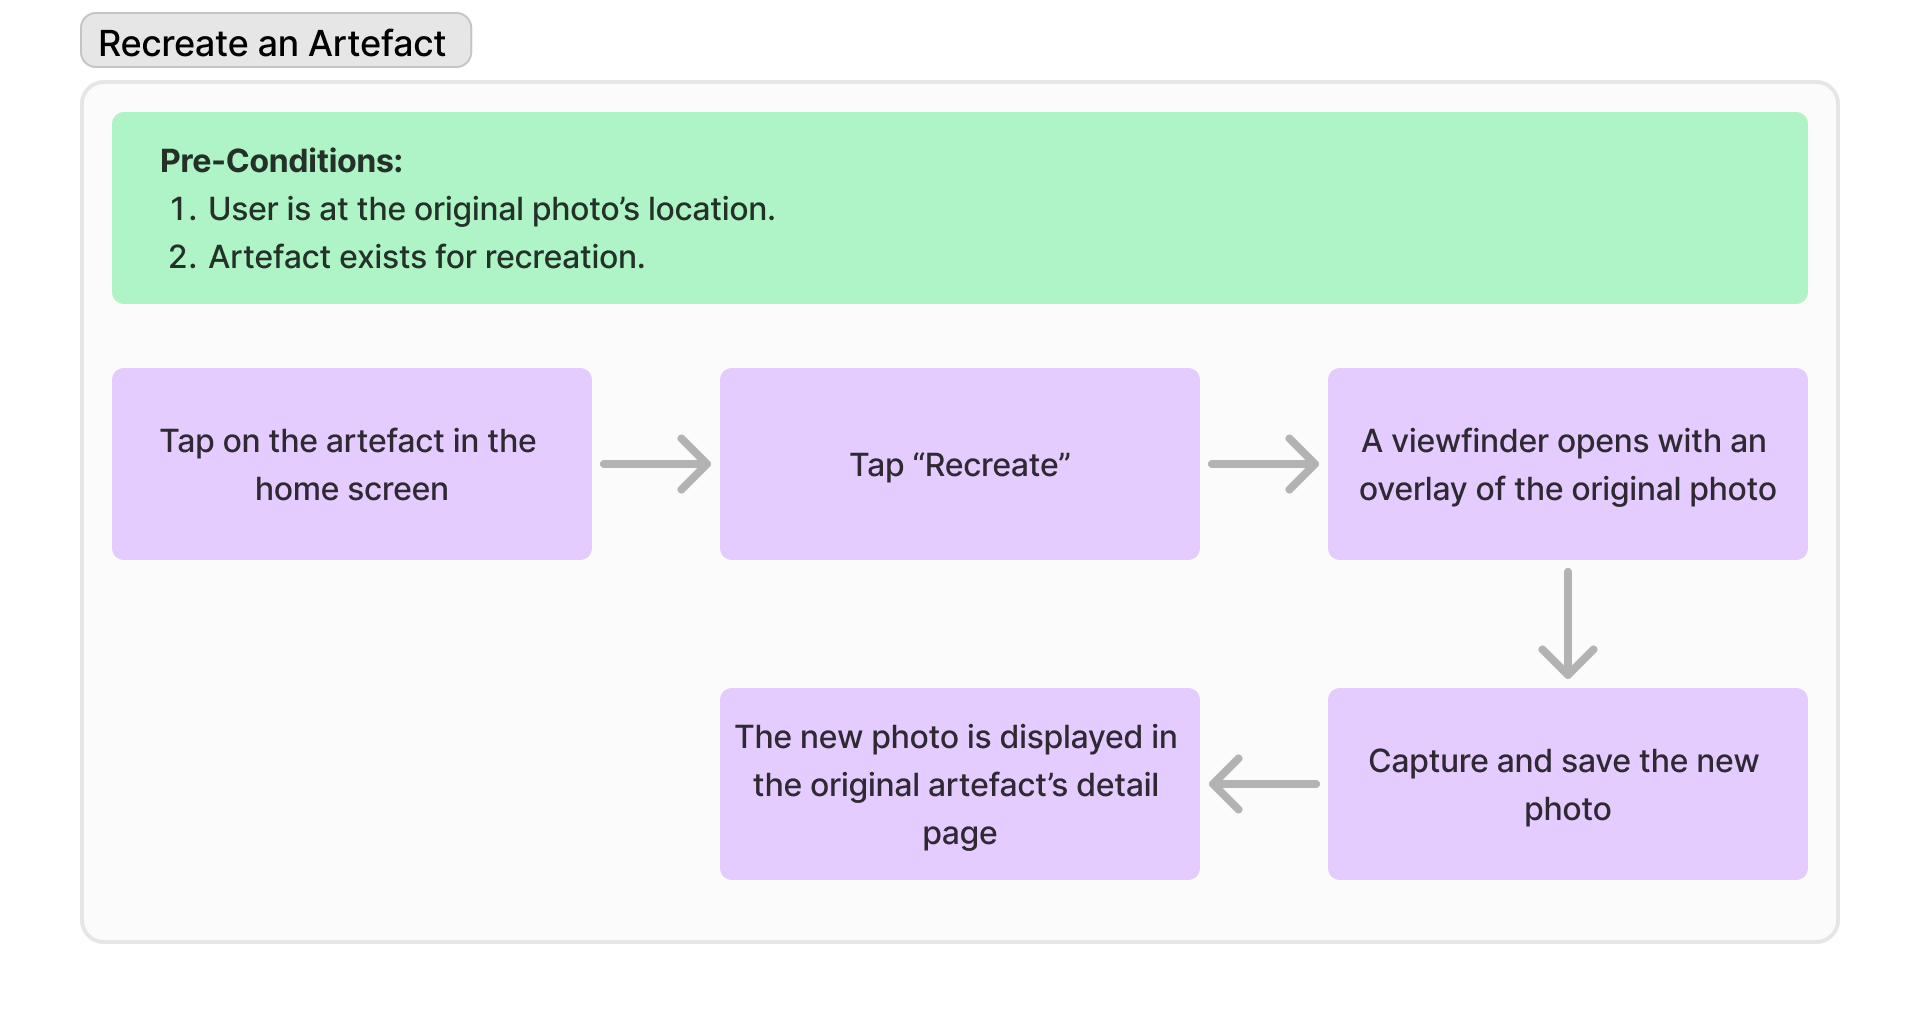 Recreate an Artefact
Pre-Conditions:
1. User is at the original photo’s location.
2. Artefact exists for recreation.
Tap on the artefact in the
home screen
Tap “Recreate”
A viewfinder opens with an
overlay of the original photo
Capture and save the new
photo
The new photo is displayed in
the original artefact’s detail
page